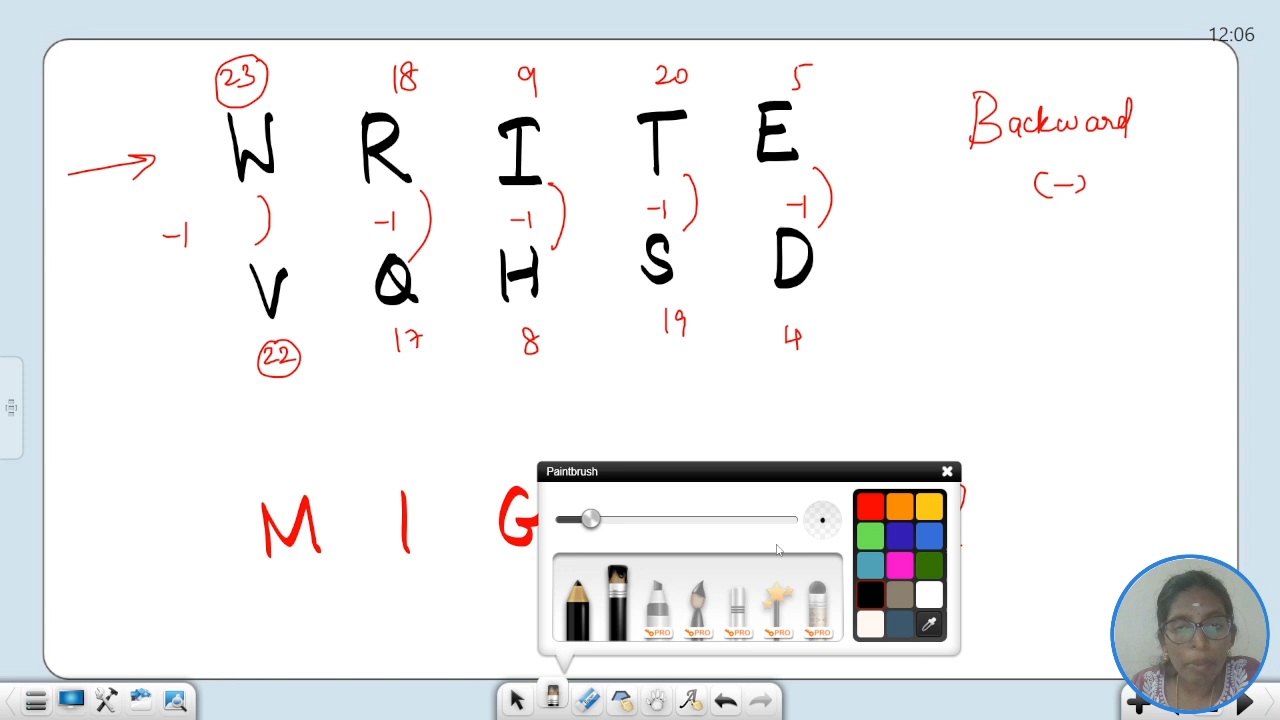 12:06
23 18 9 20 5
W R I T E
Backward
(-)
-1 -1 -1 -1 -1
V Q H S D
22 17 8 19 4
Paintbrush
M I G
PRO PRO PRO PRO PRO